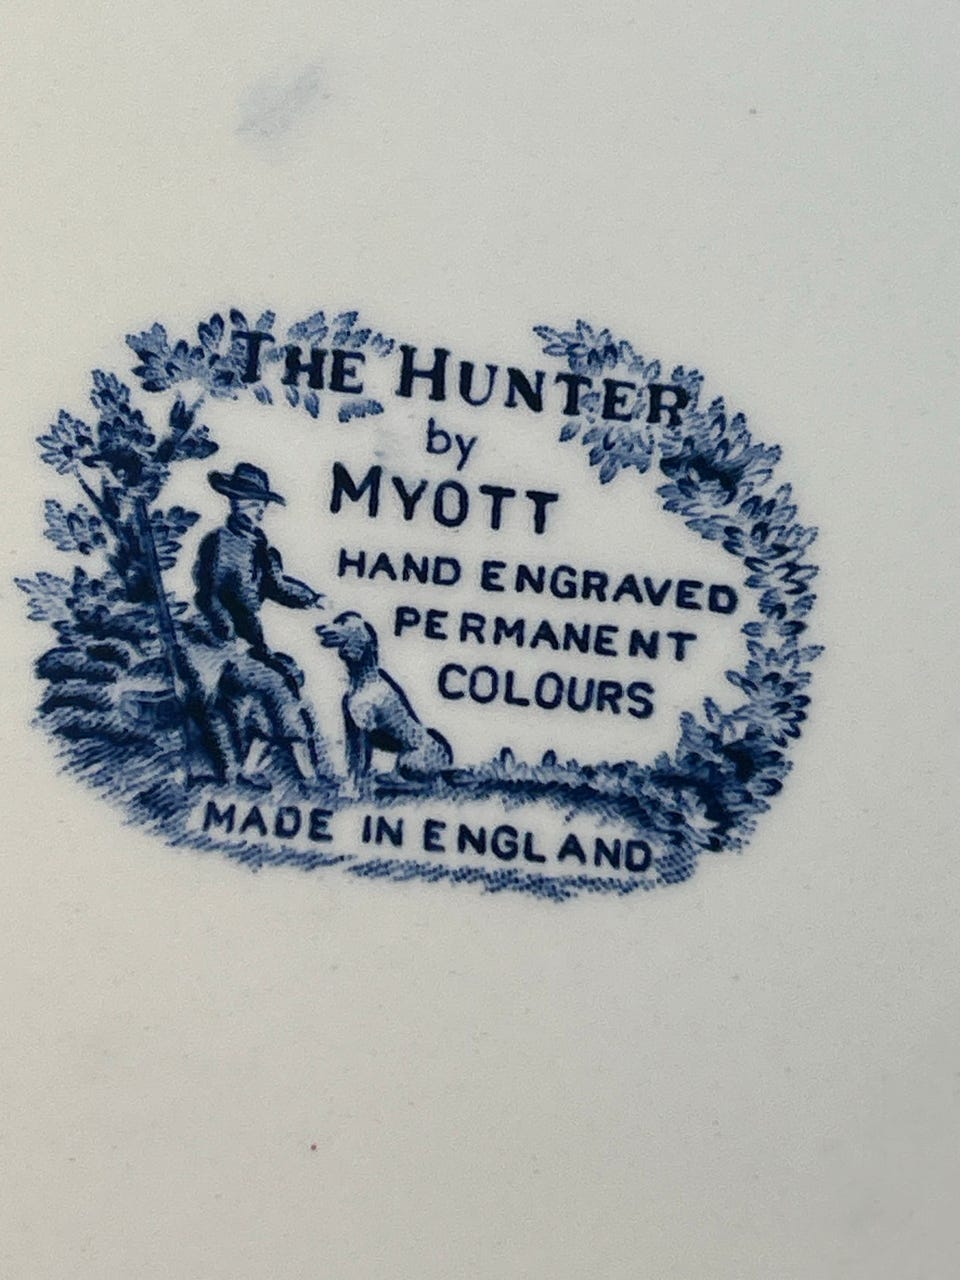 THE HUNTER
by
MYOTT
HAND ENGRAVED
PERMANENT
COLOURS
MADE IN ENGLAND